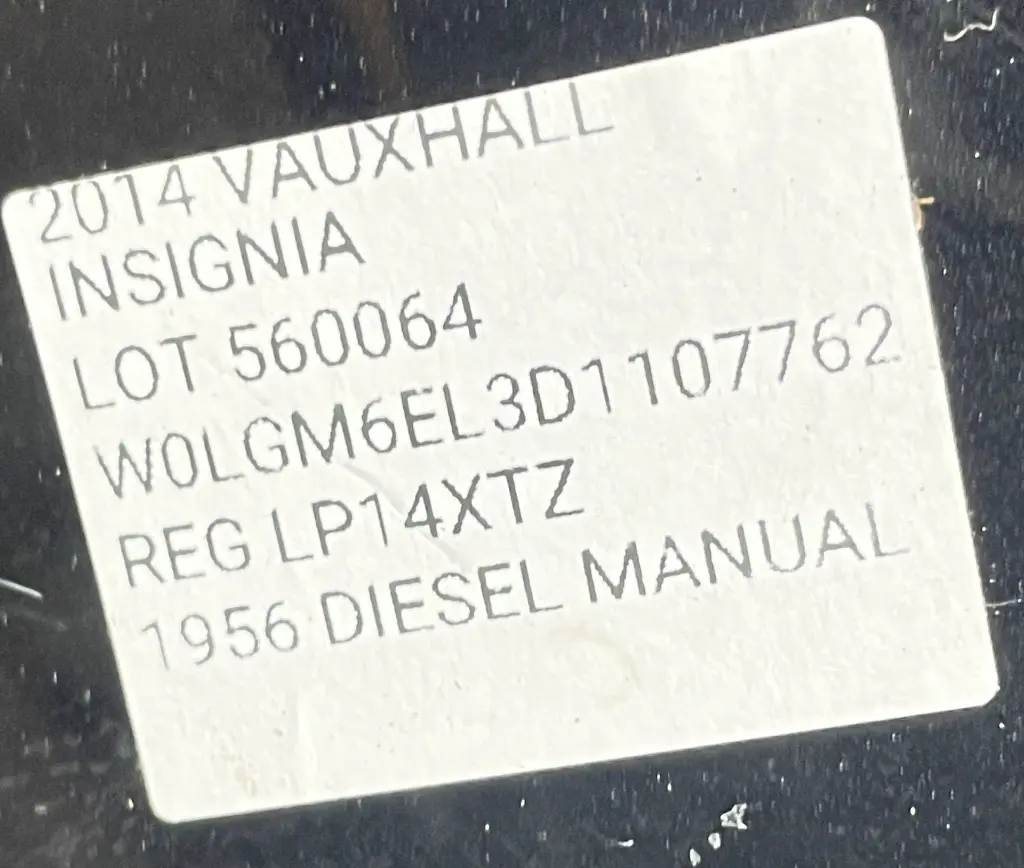 2014 VAUXHALL
INSIGNIA
LOT 560064
W0LGM6EL3D1107762
REG LP14XTZ
1956 DIESEL MANUAL